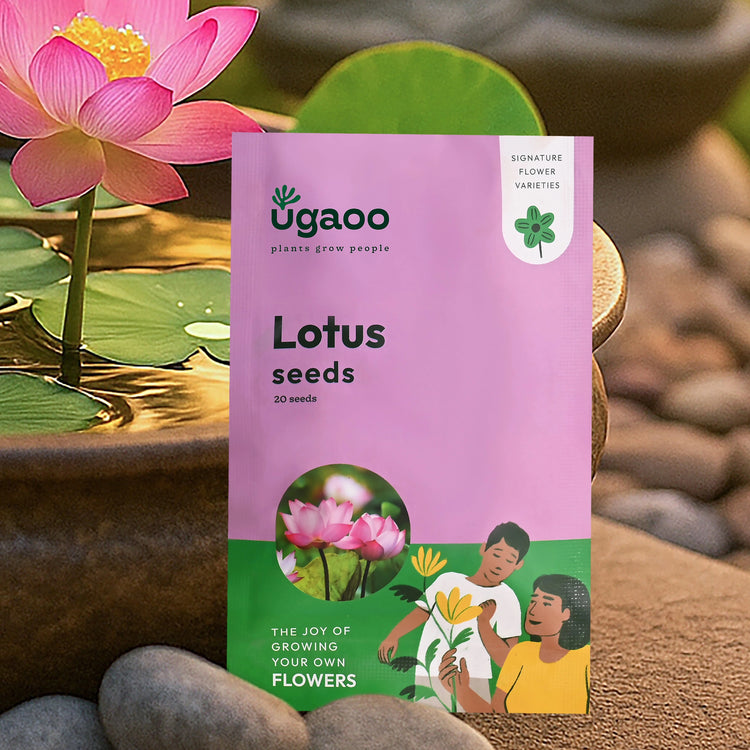 SIGNATURE
FLOWER
VARIETIES
ugaoo
plants grow people
Lotus
seeds
20 seeds
THE JOY OF
GROWING
YOUR OWN
FLOWERS